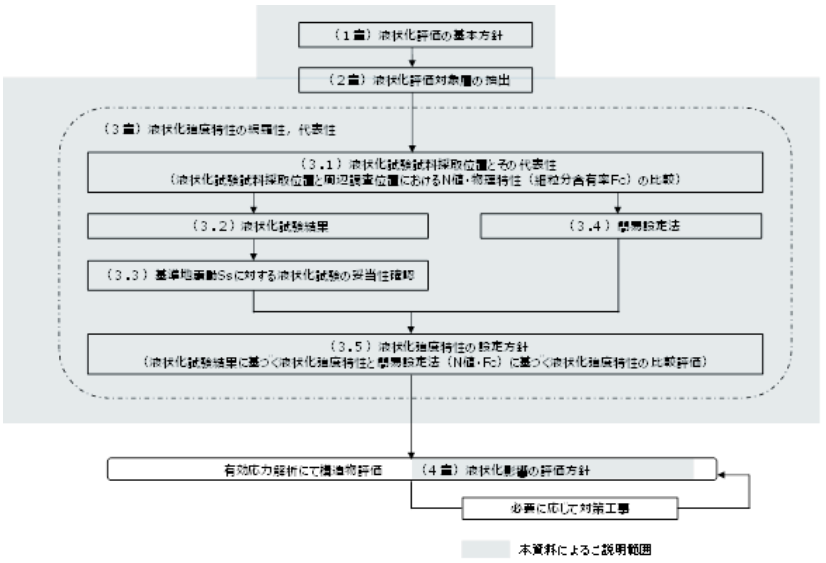 (1章)液状化評価の基本方針
(2章)液状化評価対象層の抽出
(3章)液状化強度特性の網羅性,代表性
(3.1)液状化試験試料採取位置とその代表性
(液状化試験試料採取位置と周辺調査位置におけるN値・物理特性(細粒分含有率Fc)の比較)
(3.2)液状化試験結果
(3.4)簡易設定法
(3.3)基準地震動Ssに対する液状化試験の妥当性確認
(3.5)液状化強度特性の設定方針
(液状化試験結果に基づく液状化強度特性と簡易設定法(N値・Fc)に基づく液状化強度特性の比較評価)
有効応力解析にて構造物評価 (4章)液状化影響の評価方針
必要に応じて対策工事
本資料によるご説明範囲